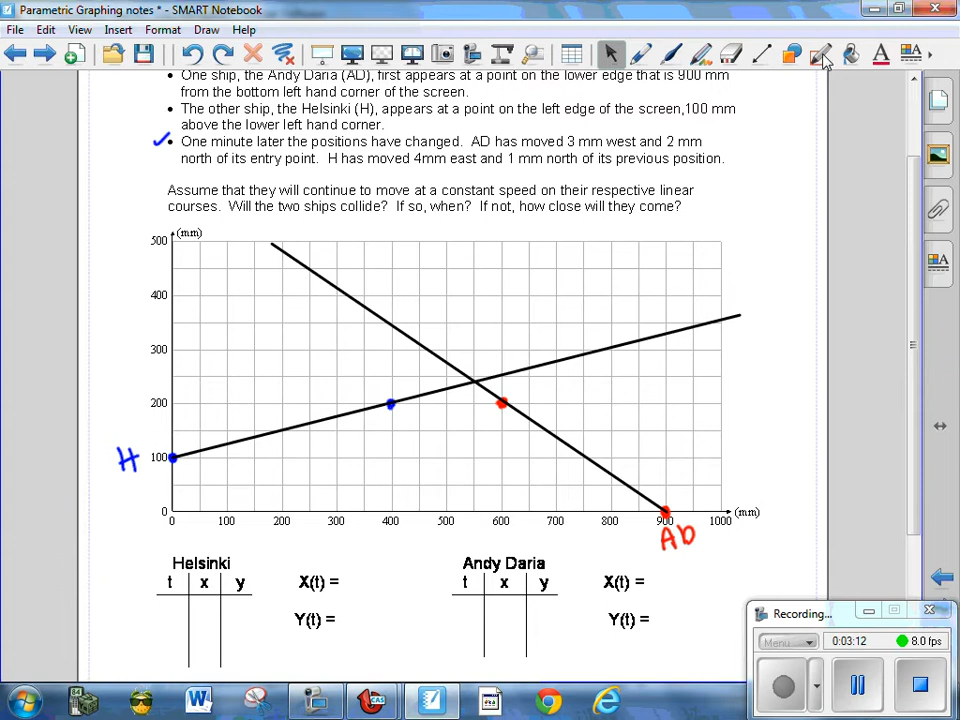 Parametric Graphing notes * - SMART Notebook
File Edit View Insert Format Draw Help
• One ship, the Andy Daria (AD), first appears at a point on the lower edge that is 900 mm
from the bottom left hand corner of the screen.
• The other ship, the Helsinki (H), appears at a point on the left edge of the screen,100 mm
above the lower left hand corner.
• One minute later the positions have changed.  AD has moved 3 mm west and 2 mm
north of its entry point.  H has moved 4mm east and 1 mm north of its previous position.
Assume that they will continue to move at a constant speed on their respective linear
courses.  Will the two ships collide?  If so, when?  If not, how close will they come?
500 (mm)
400
300
200
H 100
0
0 100 200 300 400 500 600 700 800 900 1000 (mm)
AD
Helsinki
t x y X(t) =
Y(t) =
Andy Daria
t x y X(t) =
Y(t) =
Recording...
Menu 0:03:12 8.0 fps
84
CAS